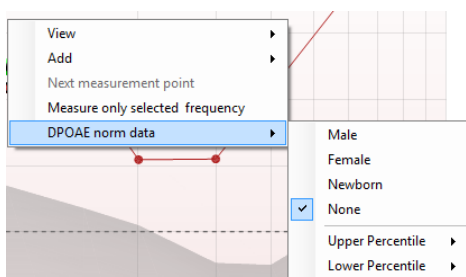 View
Add
Next measurement point
Measure only selected frequency
DPOAE norm data
Male
Female
Newborn
None
Upper Percentile
Lower Percentile